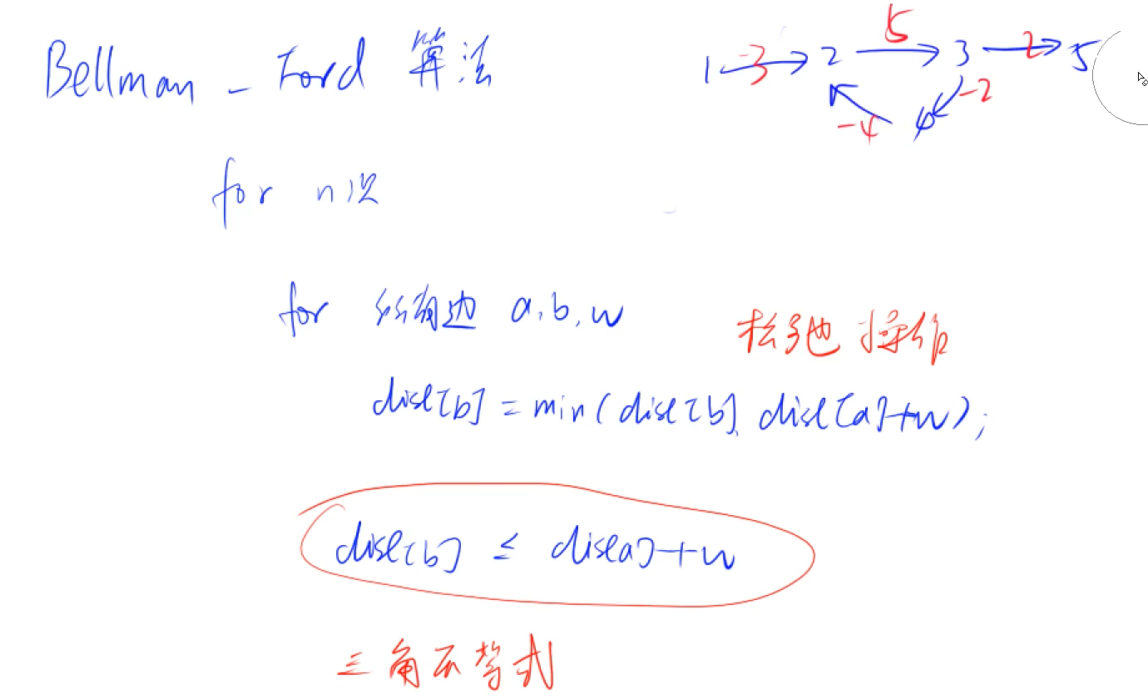 Bellman - Ford 算法
1 -3 2 5 3 2 5
-4 4 -2
for n次
for 所有边 a,b,w
松弛操作
dist[b] = min(dist[b], dist[a]+w);
dist[b] ≤ dist[a]+w
三角不等式